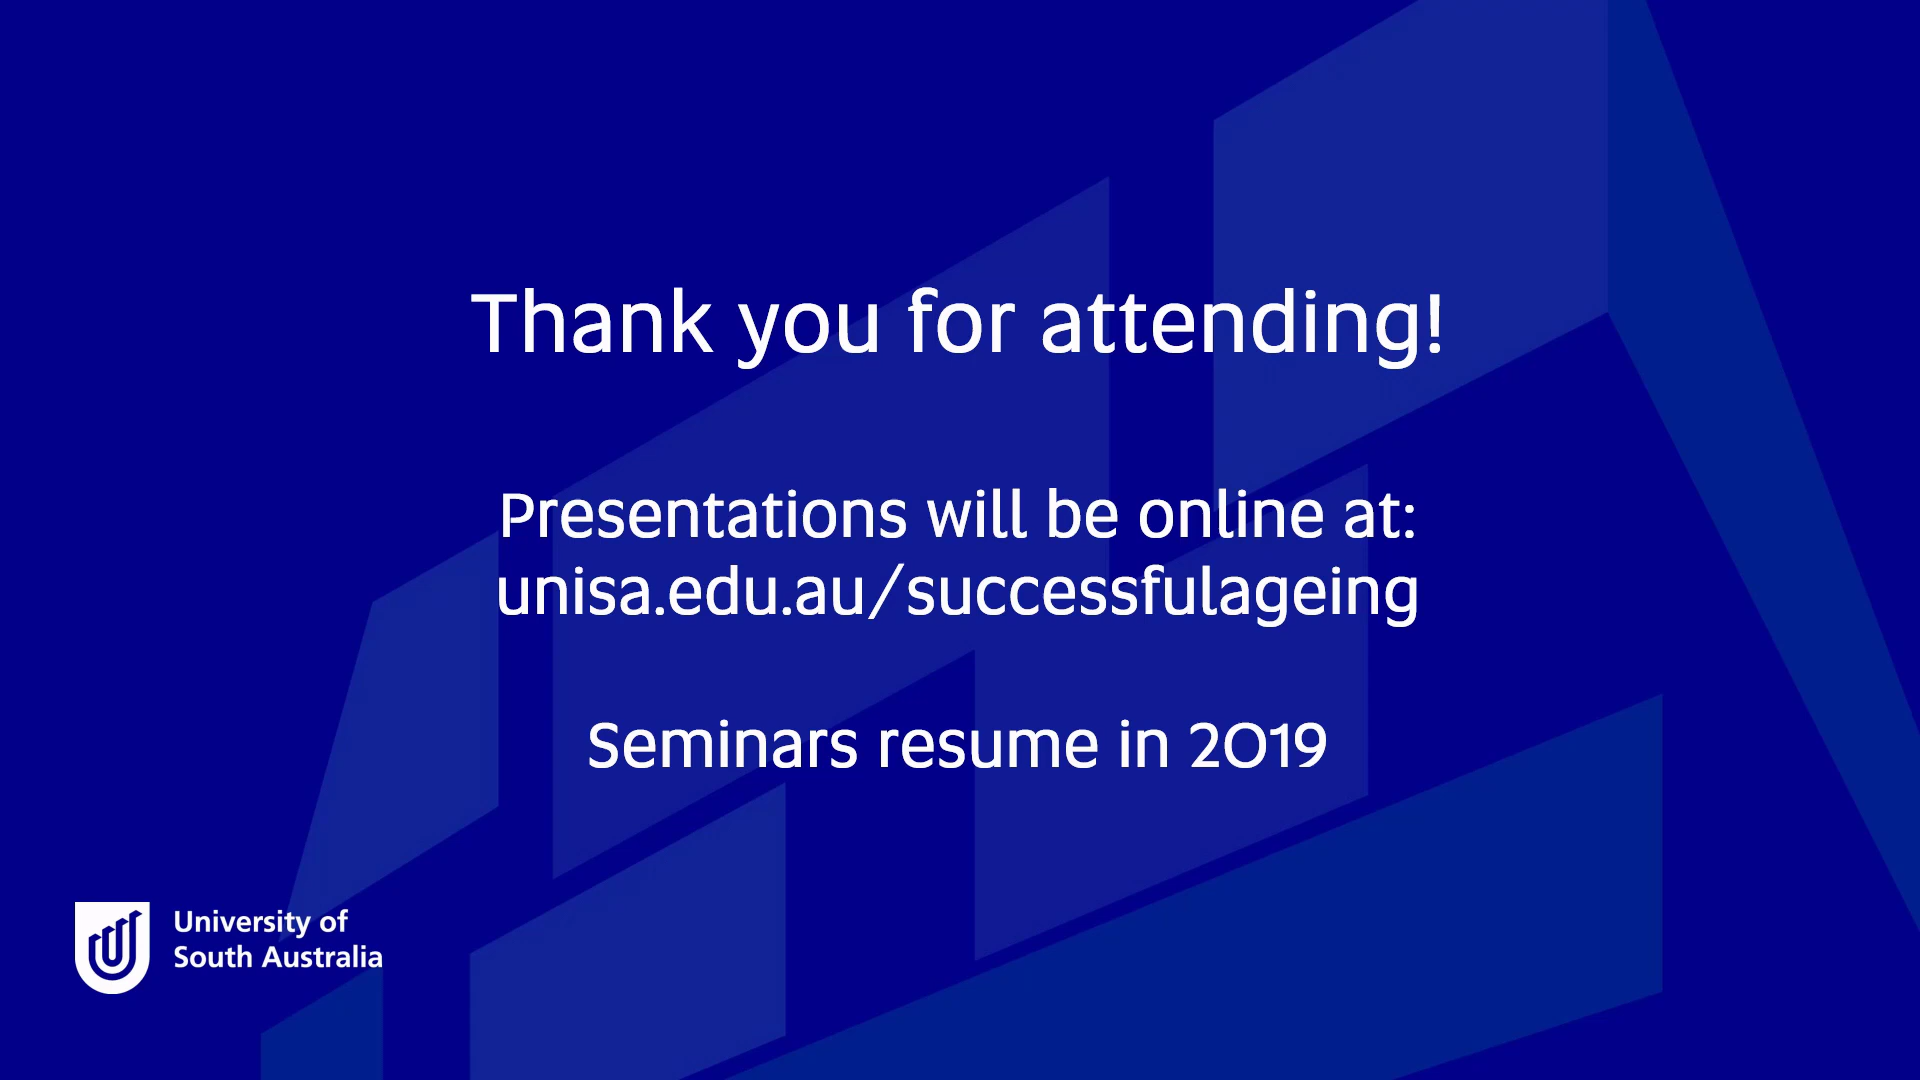 Thank you for attending!
Presentations will be online at:
unisa.edu.au/successfulageing
Seminars resume in 2019
University of
South Australia